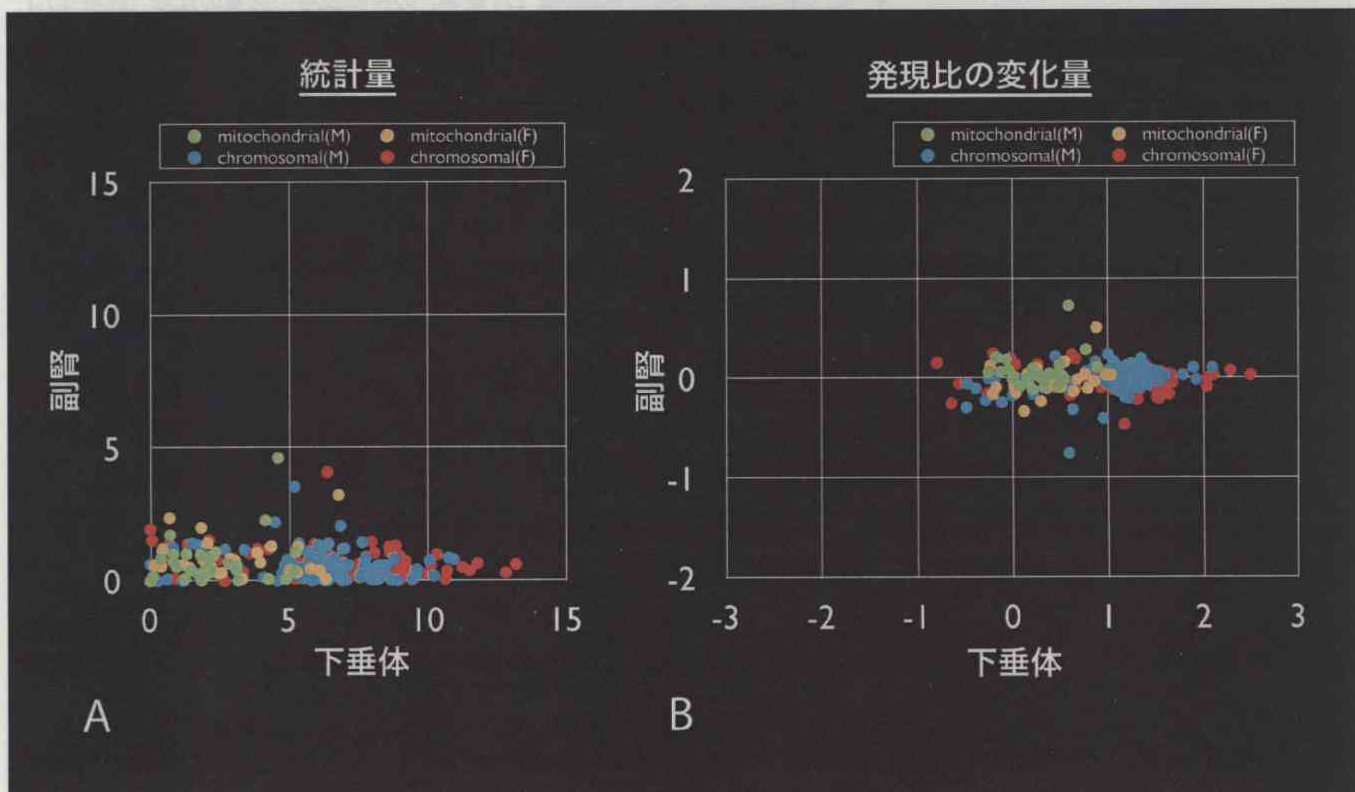 統計量
mitochondrial(M) mitochondrial(F)
chromosomal(M) chromosomal(F)
15
10
5
0
0 5 10 15
副腎
下垂体
A
発現比の変化量
mitochondrial(M) mitochondrial(F)
chromosomal(M) chromosomal(F)
2
1
0
-1
-2
-3 -2 -1 0 1 2 3
副腎
下垂体
B